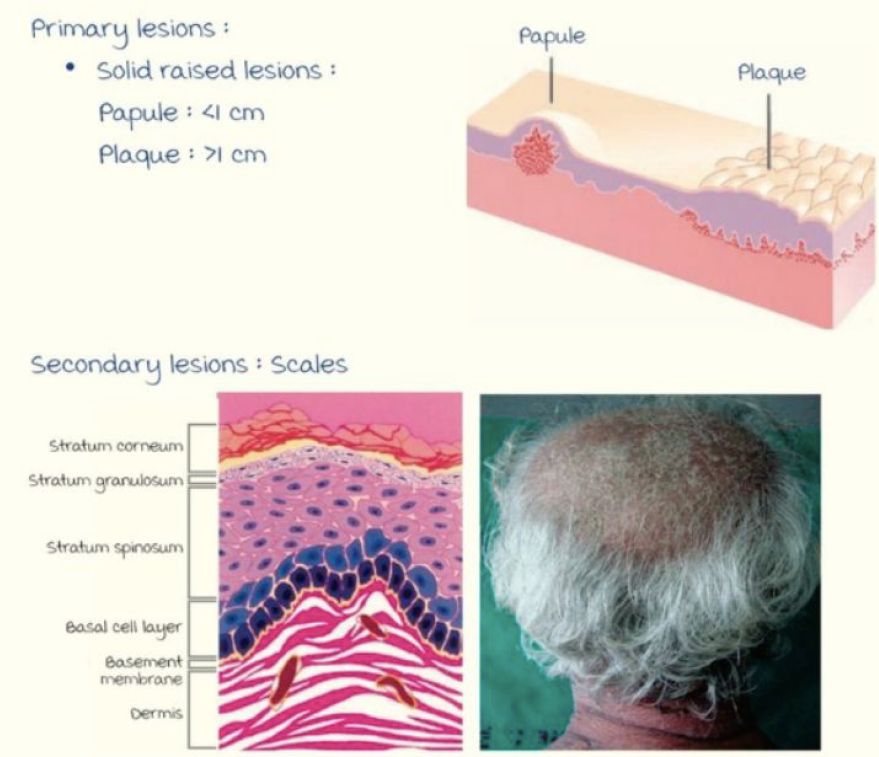 Primary lesions :
• Solid raised lesions :
Papule : <1 cm
Plaque : >1 cm
Papule
Plaque
Secondary lesions : Scales
Stratum corneum
Stratum granulosum
Stratum spinosum
Basal cell layer
Basement
membrane
Dermis